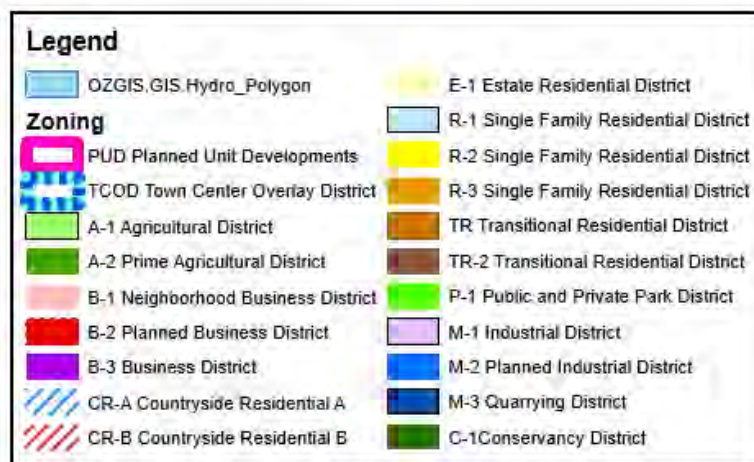 Legend
OZGIS.GIS.Hydro_Polygon
Zoning
PUD Planned Unit Developments
TCOD Town Center Overlay District
A-1 Agricultural District
A-2 Prime Agricultural District
B-1 Neighborhood Business District
B-2 Planned Business District
B-3 Business District
CR-A Countryside Residential A
CR-B Countryside Residential B
E-1 Estate Residential District
R-1 Single Family Residential District
R-2 Single Family Residential District
R-3 Single Family Residential District
TR Transitional Residential District
TR-2 Transitional Residential District
P-1 Public and Private Park District
M-1 Industrial District
M-2 Planned Industrial District
M-3 Quarrying District
C-1Conservancy District